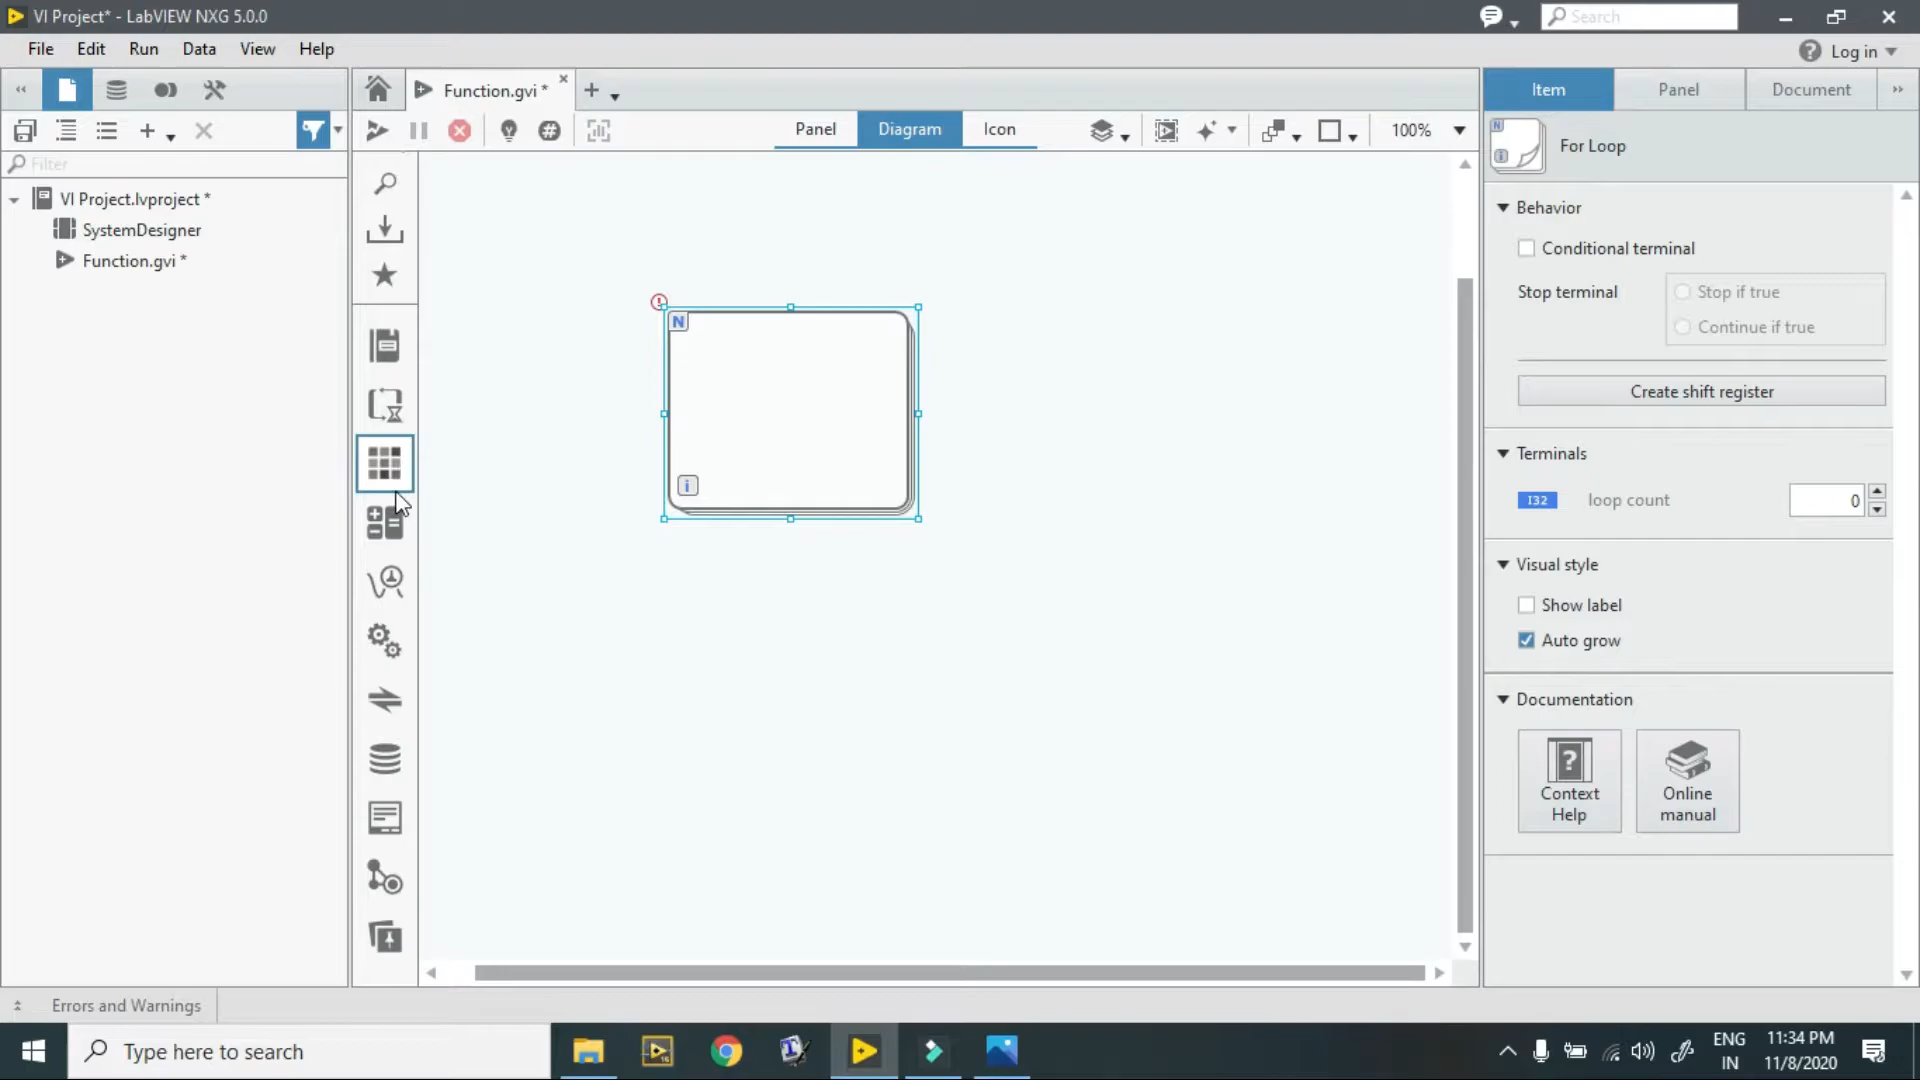 VI Project* - LabVIEW NXG 5.0.0
Search
File Edit Run Data View Help
Log in
Function.gvi *
Item Panel Document
Panel Diagram Icon
100%
Filter
For Loop
VI Project.lvproject *
SystemDesigner
Function.gvi *
Behavior
Conditional terminal
Stop terminal
Stop if true
Continue if true
Create shift register
N
i
Terminals
I32 loop count 0
Visual style
Show label
Auto grow
Documentation
Context
Help
Online
manual
Errors and Warnings
Type here to search
ENG
IN
11:34 PM
11/8/2020